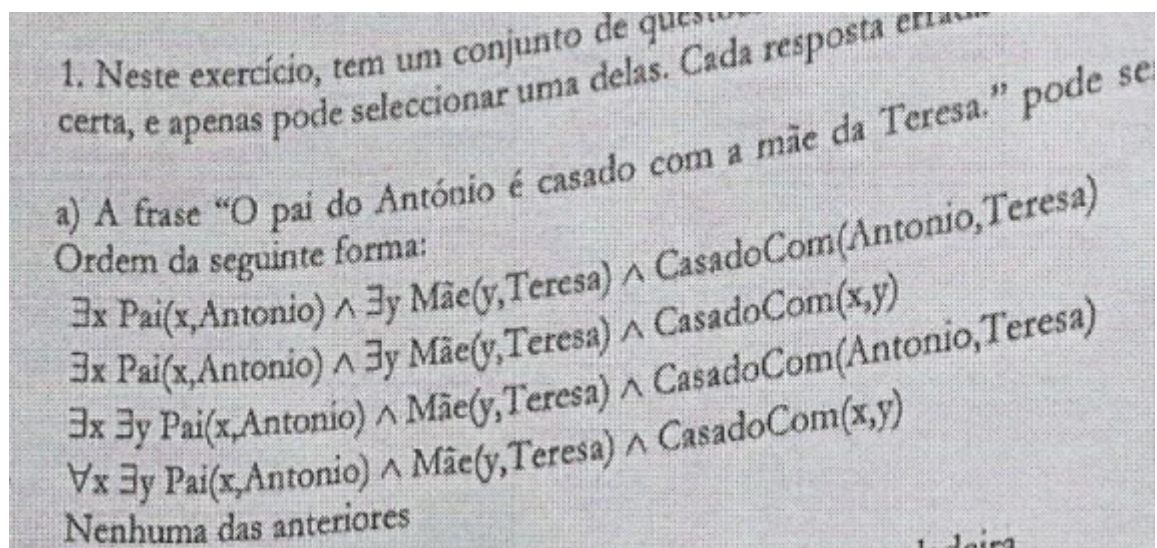 1. Neste exercício, tem um conjunto de
certa, e apenas pode seleccionar uma delas. Cada resposta
a) A frase “O pai do António é casado com a mãe da Teresa.” pode
Ordem da seguinte forma:
∃x Pai(x,Antonio) ∧ ∃y Mãe(y,Teresa) ∧ CasadoCom(Antonio,Teresa)
∃x Pai(x,Antonio) ∧ ∃y Mãe(y,Teresa) ∧ CasadoCom(x,y)
∃x ∃y Pai(x,Antonio) ∧ Mãe(y,Teresa) ∧ CasadoCom(Antonio,Teresa)
∀x ∃y Pai(x,Antonio) ∧ Mãe(y,Teresa) ∧ CasadoCom(x,y)
Nenhuma das anteriores